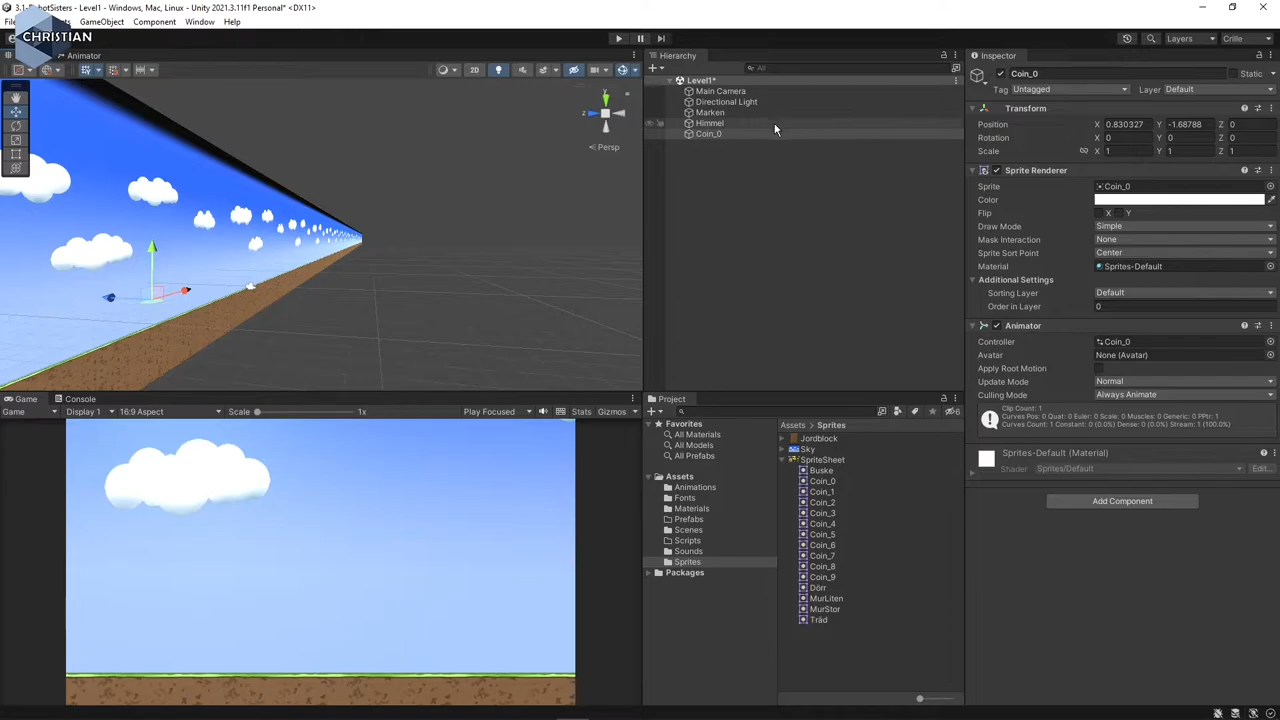 RobotSisters - Level1 - Windows, Mac, Linux - Unity 2021.3.11f1 Personal* <DX11>
GameObject Component Window Help
CHRISTIAN
Layers Crille
Animator
2D
y
z
Persp
Hierarchy
All
Level1*
Main Camera
Directional Light
Marken
Himmel
Coin_0
Inspector
Coin_0 Static
Tag Untagged Layer Default
Transform
Position X 0.830327 Y -1.68788 Z 0
Rotation X 0 Y 0 Z 0
Scale X 1 Y 1 Z 1
Sprite Renderer
Sprite Coin_0
Color
Flip X Y
Draw Mode Simple
Mask Interaction None
Sprite Sort Point Center
Material Sprites-Default
Additional Settings
Sorting Layer Default
Order in Layer 0
Animator
Controller Coin_0
Avatar None (Avatar)
Apply Root Motion
Update Mode Normal
Culling Mode Always Animate
Clip Count: 1
Curves Pos: 0 Quat: 0 Euler: 0 Scale: 0 Muscles: 0 Generic: 0 PPtr: 1
Curves Count: 1 Constant: 0 (0.0%) Dense: 0 (0.0%) Stream: 1 (100.0%)
Sprites-Default (Material)
Shader Sprites/Default Edit...
Add Component
Game Console
Game Display 1 16:9 Aspect Scale 1x Play Focused Stats Gizmos
Project
6
Favorites
All Materials
All Models
All Prefabs
Assets
Animations
Fonts
Materials
Prefabs
Scenes
Scripts
Sounds
Sprites
Packages
Assets Sprites
Jordblock
Sky
SpriteSheet
Buske
Coin_0
Coin_1
Coin_2
Coin_3
Coin_4
Coin_5
Coin_6
Coin_7
Coin_8
Coin_9
Dörr
MurLiten
MurStor
Träd